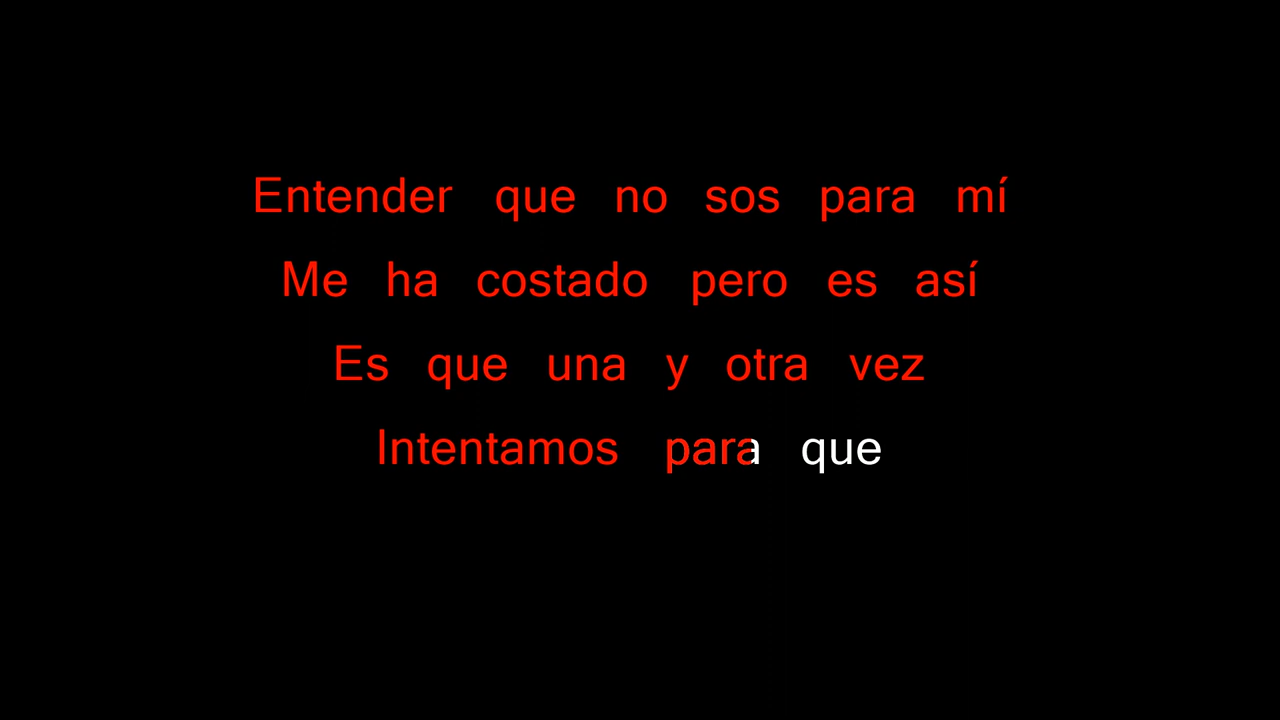 Entender que no sos para mí
Me ha costado pero es así
Es que una y otra vez
Intentamos para que